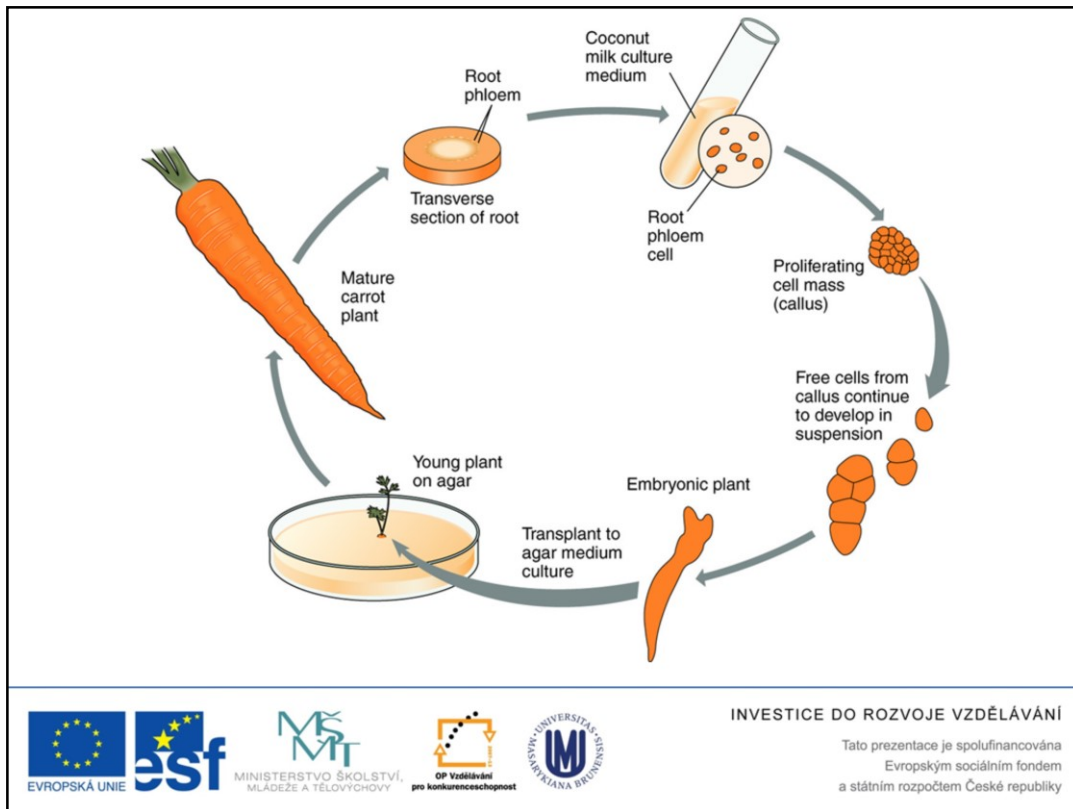 Coconut
milk culture
medium
Root
phloem
Transverse
section of root
Root
phloem
cell
Proliferating
cell mass
(callus)
Mature
carrot
plant
Free cells from
callus continue
to develop in
suspension
Young plant
on agar
Embryonic plant
Transplant to
agar medium
culture
EVROPSKÁ UNIE
esf
MŠMT
MINISTERSTVO ŠKOLSTVÍ,
MLÁDEŽE A TĚLOVÝCHOVY
OP Vzdělávání
pro konkurenceschopnost
UNIVERSITAS
MASARYKIANA BRUNENSIS
INVESTICE DO ROZVOJE VZDĚLÁVÁNÍ
Tato prezentace je spolufinancována
Evropským sociálním fondem
a státním rozpočtem České republiky